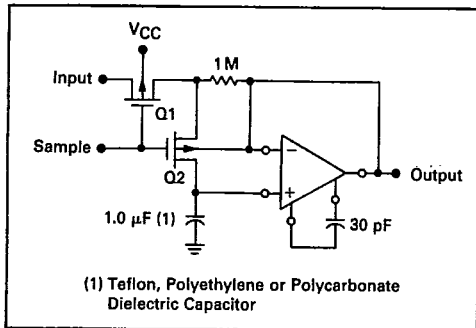 VCC
1 M
Input
Q1
Sample
Q2
−
+
Output
1.0 µF (1)
30 pF
(1) Teflon, Polyethylene or Polycarbonate
Dielectric Capacitor